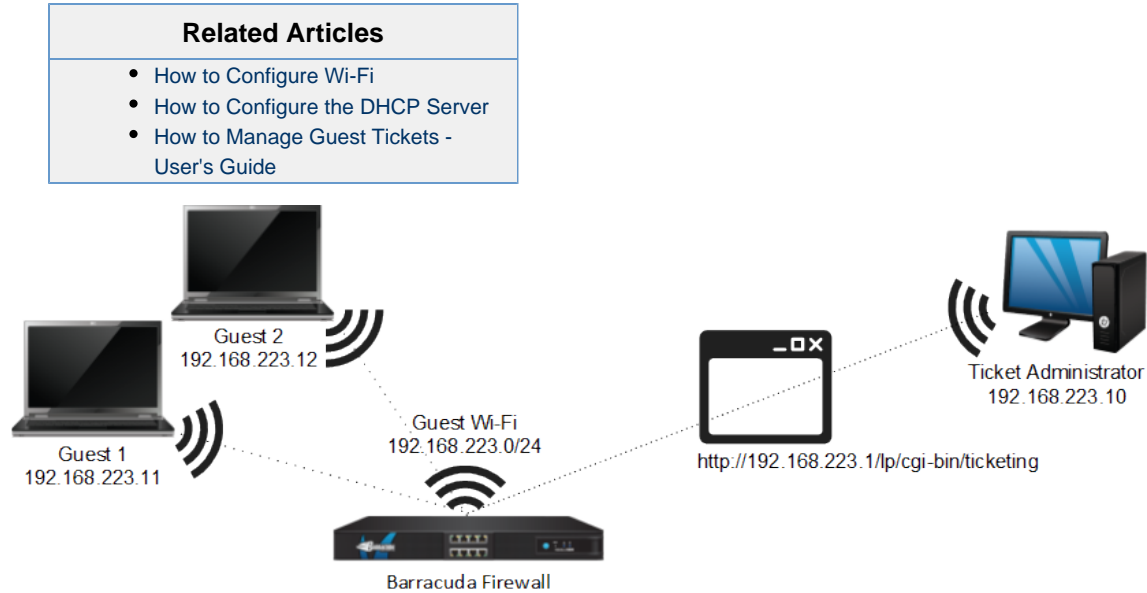 Related Articles
How to Configure Wi-Fi
How to Configure the DHCP Server
How to Manage Guest Tickets -
User's Guide
Guest 2
192.168.223.12
Guest 1
192.168.223.11
Guest Wi-Fi
192.168.223.0/24
Ticket Administrator
192.168.223.10
http://192.168.223.1/lp/cgi-bin/ticketing
Barracuda Firewall